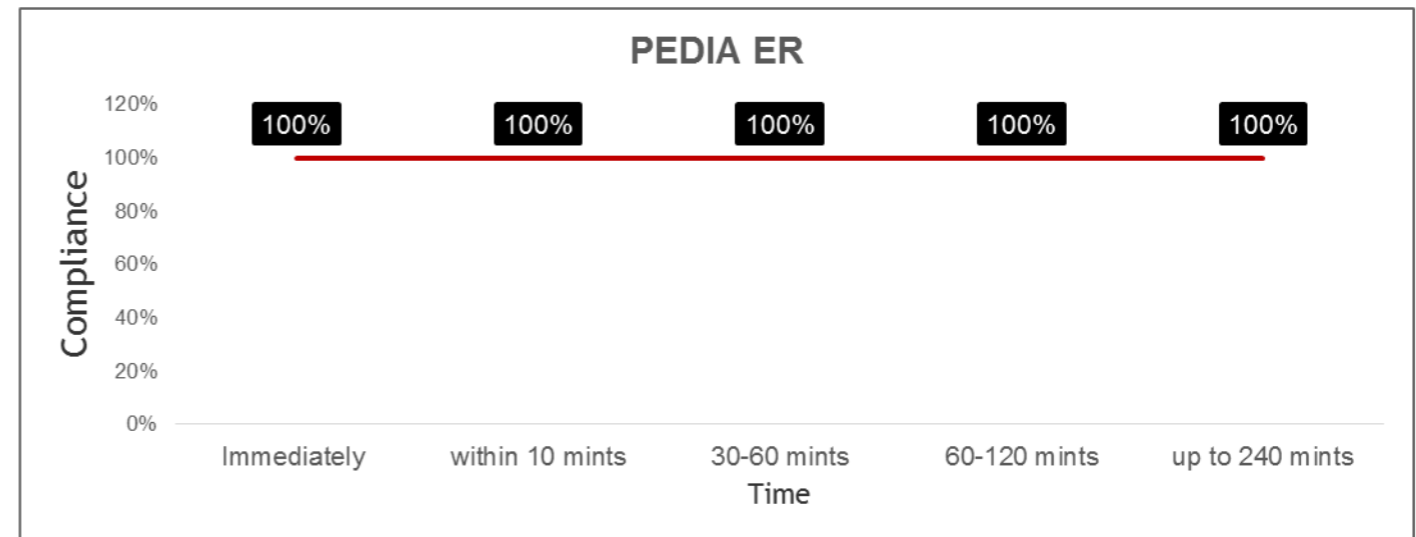 PEDIA ER
120%
100%
80%
60%
40%
20%
0%
Compliance
100% 100% 100% 100% 100%
Immediately within 10 mints 30-60 mints 60-120 mints up to 240 mints
Time